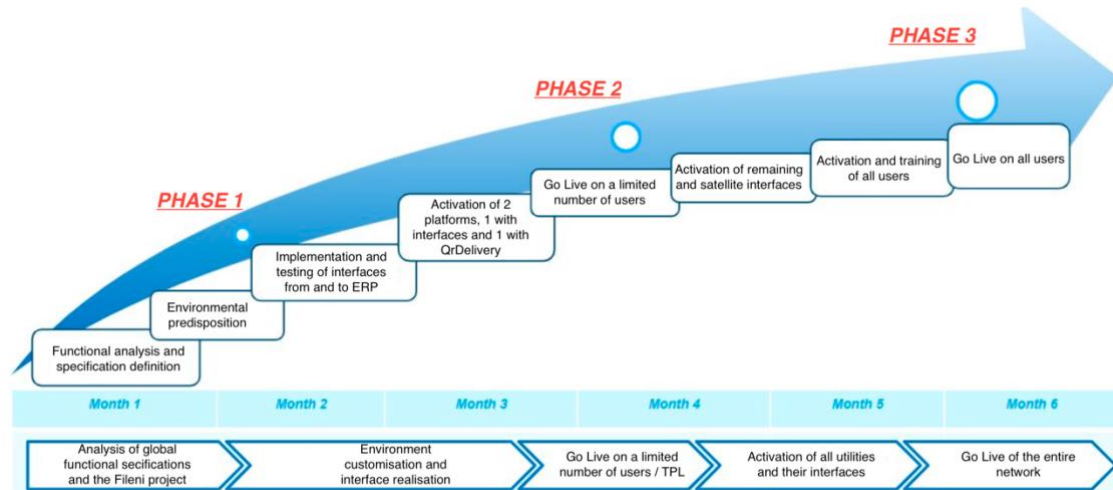 PHASE 3
PHASE 2
PHASE 1
Go Live on all users
Activation and training
of all users
Activation of remaining
and satellite interfaces
Go Live on a limited
number of users
Activation of 2
platforms, 1 with
interfaces and 1 with
QrDelivery
Implementation and
testing of interfaces
from and to ERP
Environmental
predisposition
Functional analysis and
specification definition
Month 1
Month 2
Month 3
Month 4
Month 5
Month 6
Analysis of global
functional secifications
and the Fileni project
Environment
customisation and
interface realisation
Go Live on a limited
number of users / TPL
Activation of all utilities
and their interfaces
Go Live of the entire
network